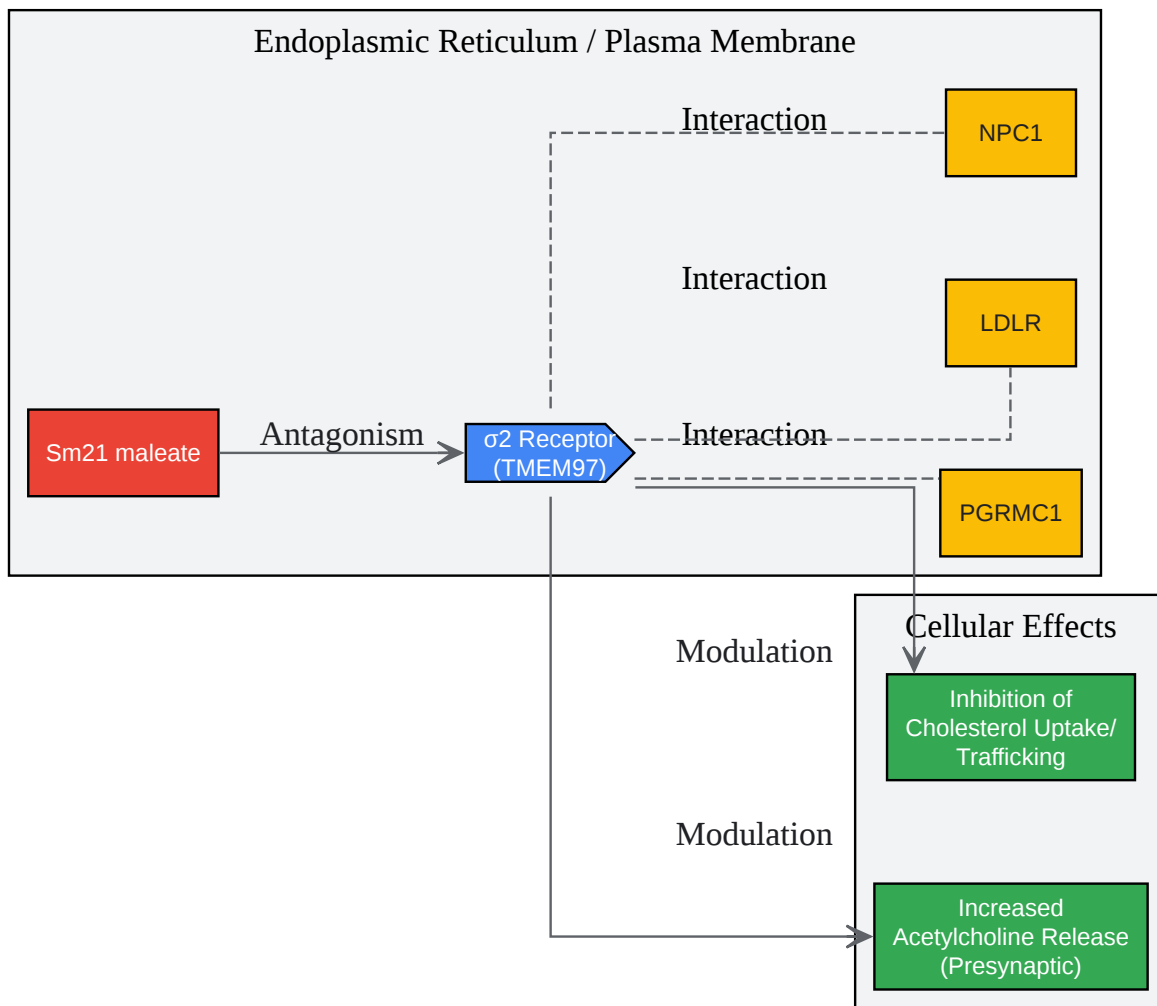 Endoplasmic Reticulum / Plasma Membrane
Interaction
NPC1
Interaction
LDLR
Sm21 maleate
Antagonism
σ2 Receptor
(TMEM97)
Interaction
PGRMC1
Cellular Effects
Modulation
Inhibition of
Cholesterol Uptake/
Trafficking
Modulation
Increased
Acetylcholine Release
(Presynaptic)